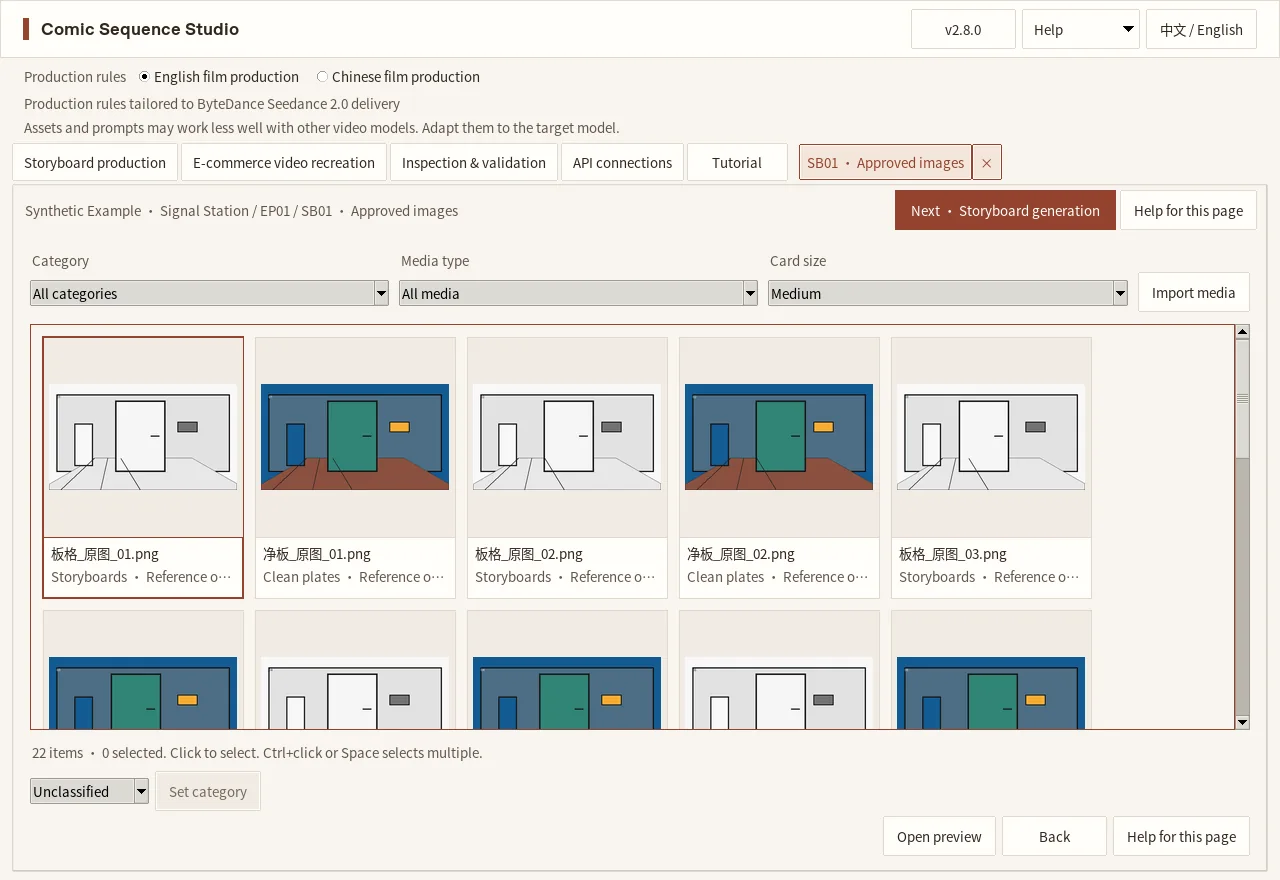 Comic Sequence Studio
v2.8.0
Help
中文 / English
Production rules
English film production
Chinese film production
Production rules tailored to ByteDance Seedance 2.0 delivery
Assets and prompts may work less well with other video models. Adapt them to the target model.
Storyboard production
E-commerce video recreation
Inspection & validation
API connections
Tutorial
SB01 · Approved images
×
Synthetic Example · Signal Station / EP01 / SB01 · Approved images
Next · Storyboard generation
Help for this page
Category
Media type
Card size
All categories
All media
Medium
Import media
板格_原图_01.png
Storyboards · Reference o···
净板_原图_01.png
Clean plates · Reference o···
板格_原图_02.png
Storyboards · Reference o···
净板_原图_02.png
Clean plates · Reference o···
板格_原图_03.png
Storyboards · Reference o···
22 items · 0 selected. Click to select. Ctrl+click or Space selects multiple.
Unclassified
Set category
Open preview
Back
Help for this page